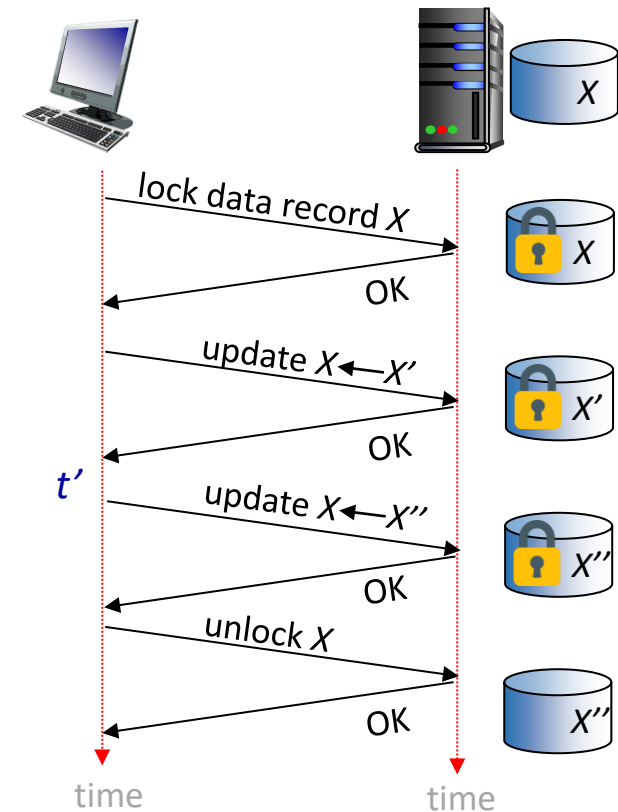 X
lock data record X
X
OK
update X←X’
X’
OK
t’
update X←X’’
X’’
OK
unlock X
X’’
OK
time
time